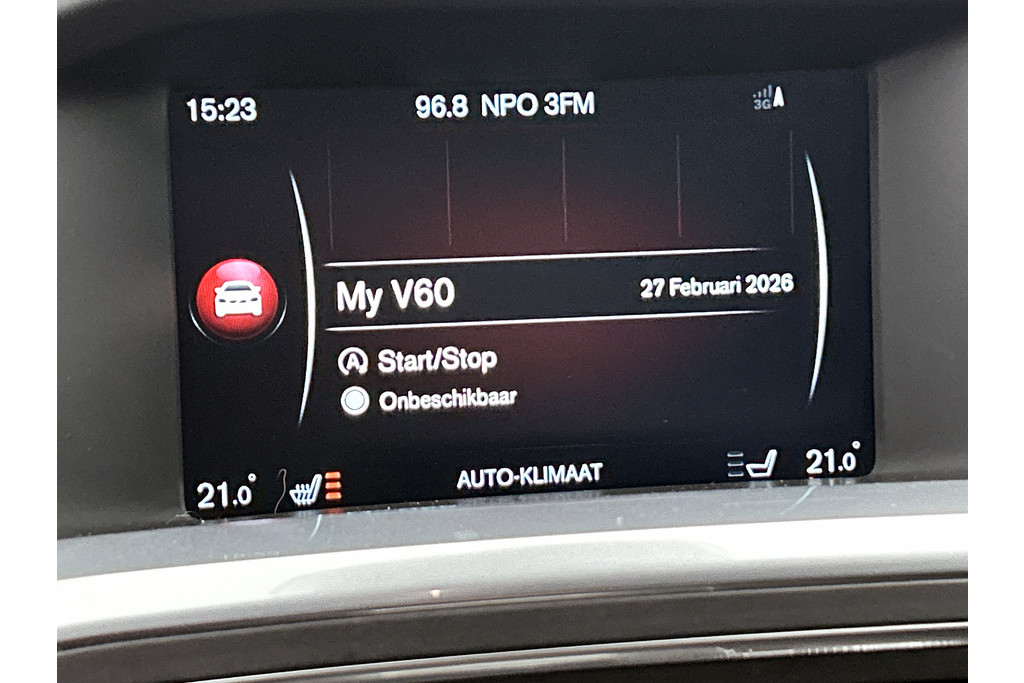 15:23 96.8 NPO 3FM 3G
My V60 27 Februari 2026
A Start/Stop
Onbeschikbaar
21.0° AUTO-KLIMAAT 21.0°